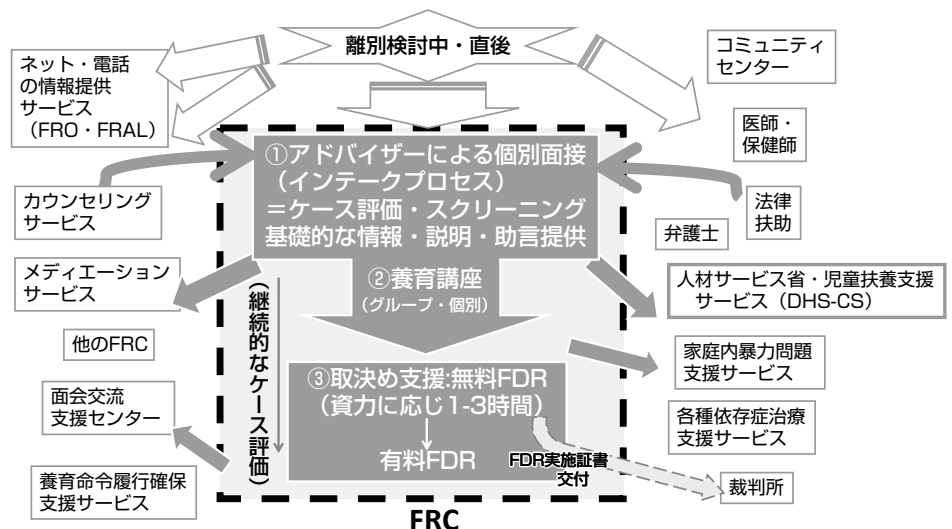 離別検討中・直後
ネット・電話
の情報提供
サービス
（FRO・FRAL）
コミュニティ
センター
医師・
保健師
①アドバイザーによる個別面接
（インテークプロセス）
＝ケース評価・スクリーニング
基礎的な情報・説明・助言提供
カウンセリング
サービス
法律
扶助
弁護士
メディエーション
サービス
②養育講座
（グループ・個別）
人材サービス省・児童扶養支援
サービス（DHS-CS）
（継続的なケース評価）
他のFRC
家庭内暴力問題
支援サービス
③取決め支援:無料FDR
（資力に応じ1-3時間）
有料FDR
面会交流
支援センター
各種依存症治療
支援サービス
FDR実施証書
交付
養育命令履行確保
支援サービス
裁判所
FRC